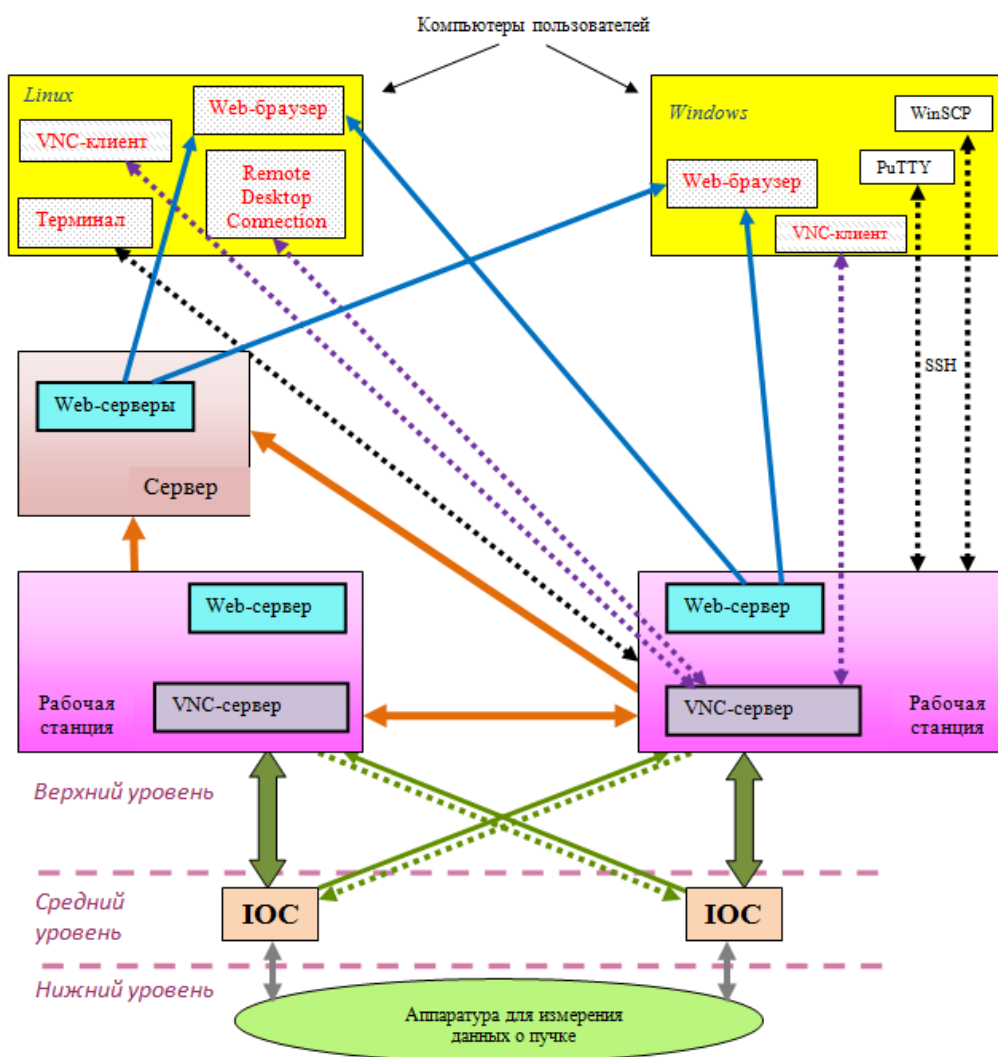 Компьютеры пользователей
Linux
Web-браузер
VNC-клиент
Remote
Desktop
Connection
Терминал
Windows
WinSCP
PuTTY
Web-браузер
VNC-клиент
SSH
Web-серверы
Сервер
Web-сервер
VNC-сервер
Рабочая
станция
Web-сервер
VNC-сервер
Рабочая
станция
Верхний уровень
Средний
уровень
IOC
IOC
Нижний уровень
Аппаратура для измерения
данных о пучке